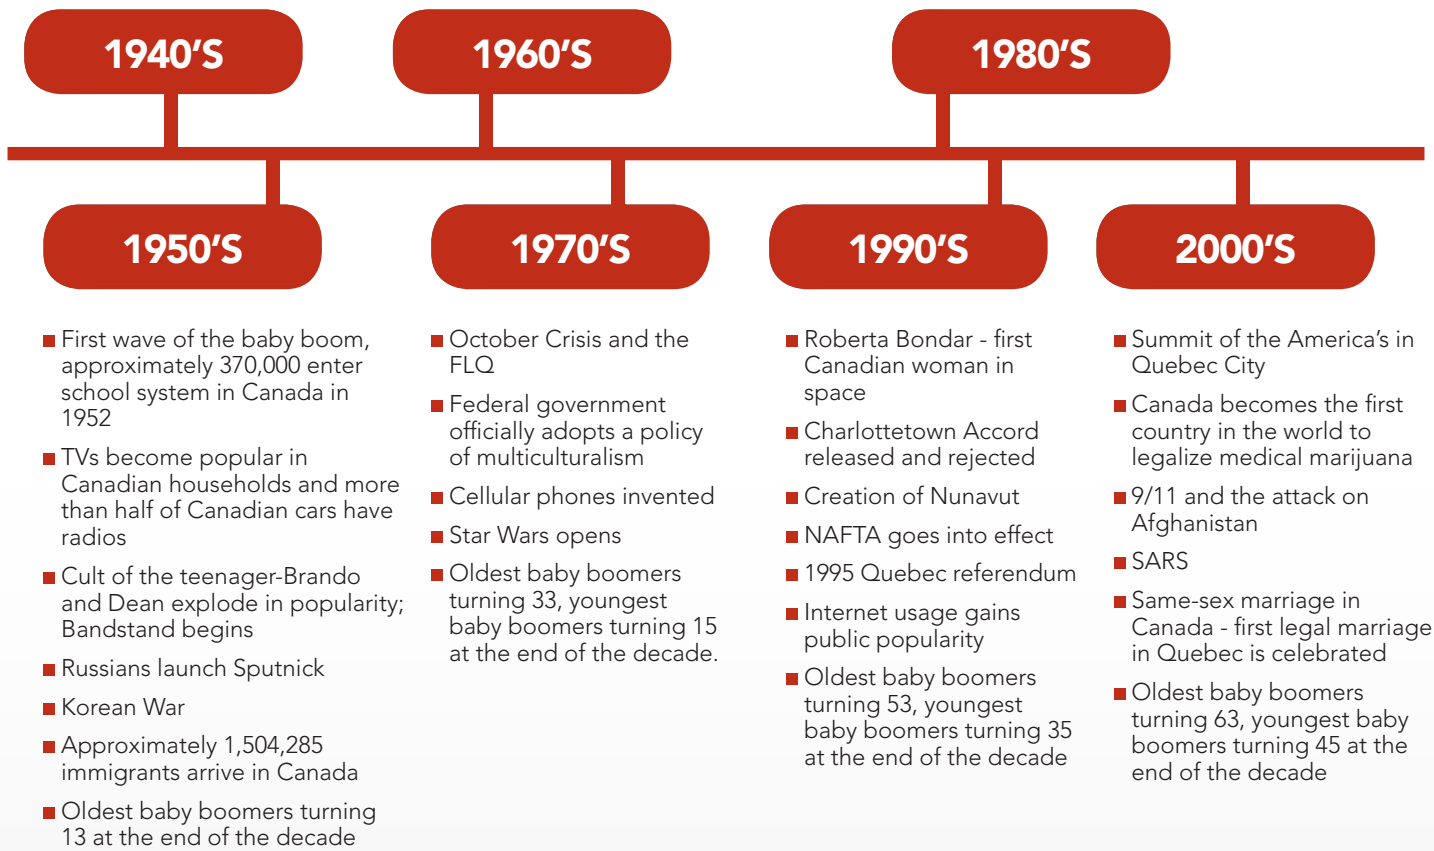 1940’S
1960’S
1980’S
1950’S
1970’S
1990’S
2000’S
■ First wave of the baby boom,
approximately 370,000 enter
school system in Canada in
1952
■ TVs become popular in
Canadian households and more
than half of Canadian cars have
radios
■ Cult of the teenager-Brando
and Dean explode in popularity;
Bandstand begins
■ Russians launch Sputnick
■ Korean War
■ Approximately 1,504,285
immigrants arrive in Canada
■ Oldest baby boomers turning
13 at the end of the decade
■ October Crisis and the
FLQ
■ Federal government
officially adopts a policy
of multiculturalism
■ Cellular phones invented
■ Star Wars opens
■ Oldest baby boomers
turning 33, youngest
baby boomers turning 15
at the end of the decade.
■ Roberta Bondar - first
Canadian woman in
space
■ Charlottetown Accord
released and rejected
■ Creation of Nunavut
■ NAFTA goes into effect
■ 1995 Quebec referendum
■ Internet usage gains
public popularity
■ Oldest baby boomers
turning 53, youngest
baby boomers turning 35
at the end of the decade
■ Summit of the America’s in
Quebec City
■ Canada becomes the first
country in the world to
legalize medical marijuana
■ 9/11 and the attack on
Afghanistan
■ SARS
■ Same-sex marriage in
Canada - first legal marriage
in Quebec is celebrated
■ Oldest baby boomers
turning 63, youngest baby
boomers turning 45 at the
end of the decade